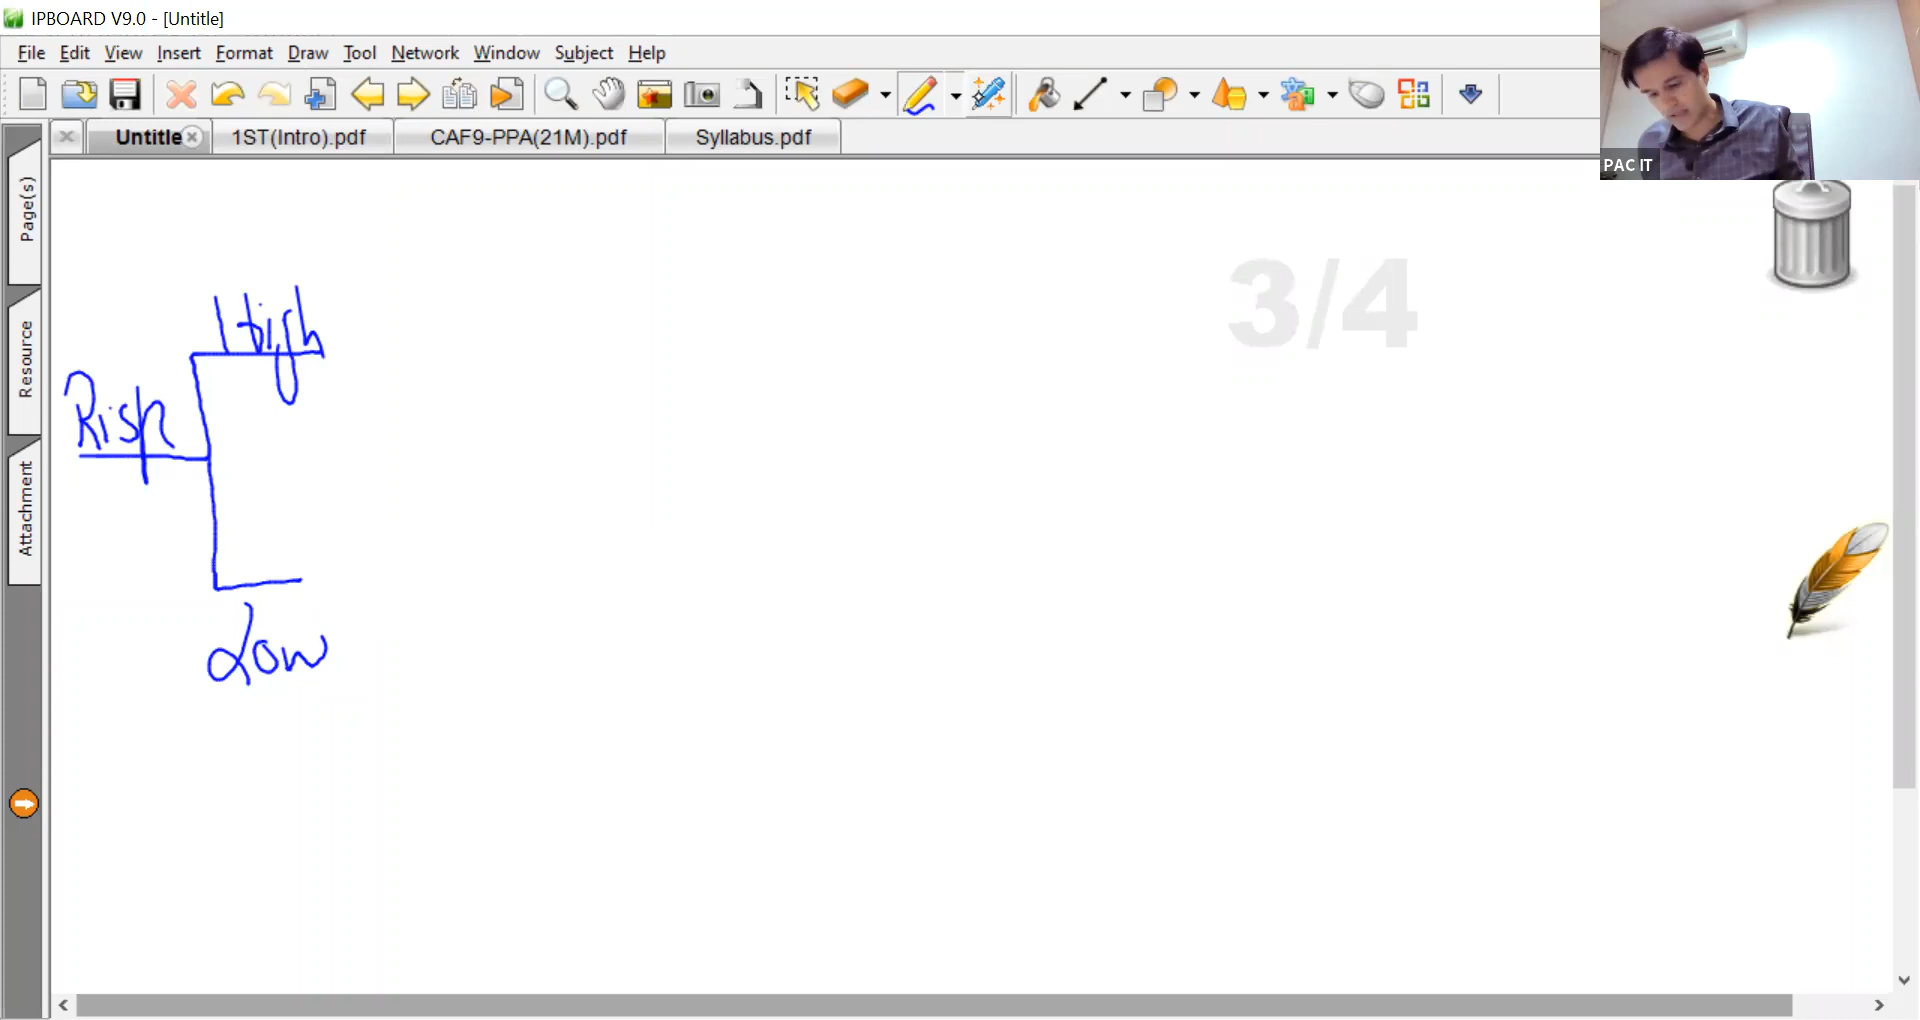 IPBOARD V9.0 - [Untitle]
File Edit View Insert Format Draw Tool Network Window Subject Help
Untitle 1ST(Intro).pdf CAF9-PPA(21M).pdf Syllabus.pdf
PAC IT
Page(s)
Resource
Attachment
3/4
High
Risk
Low